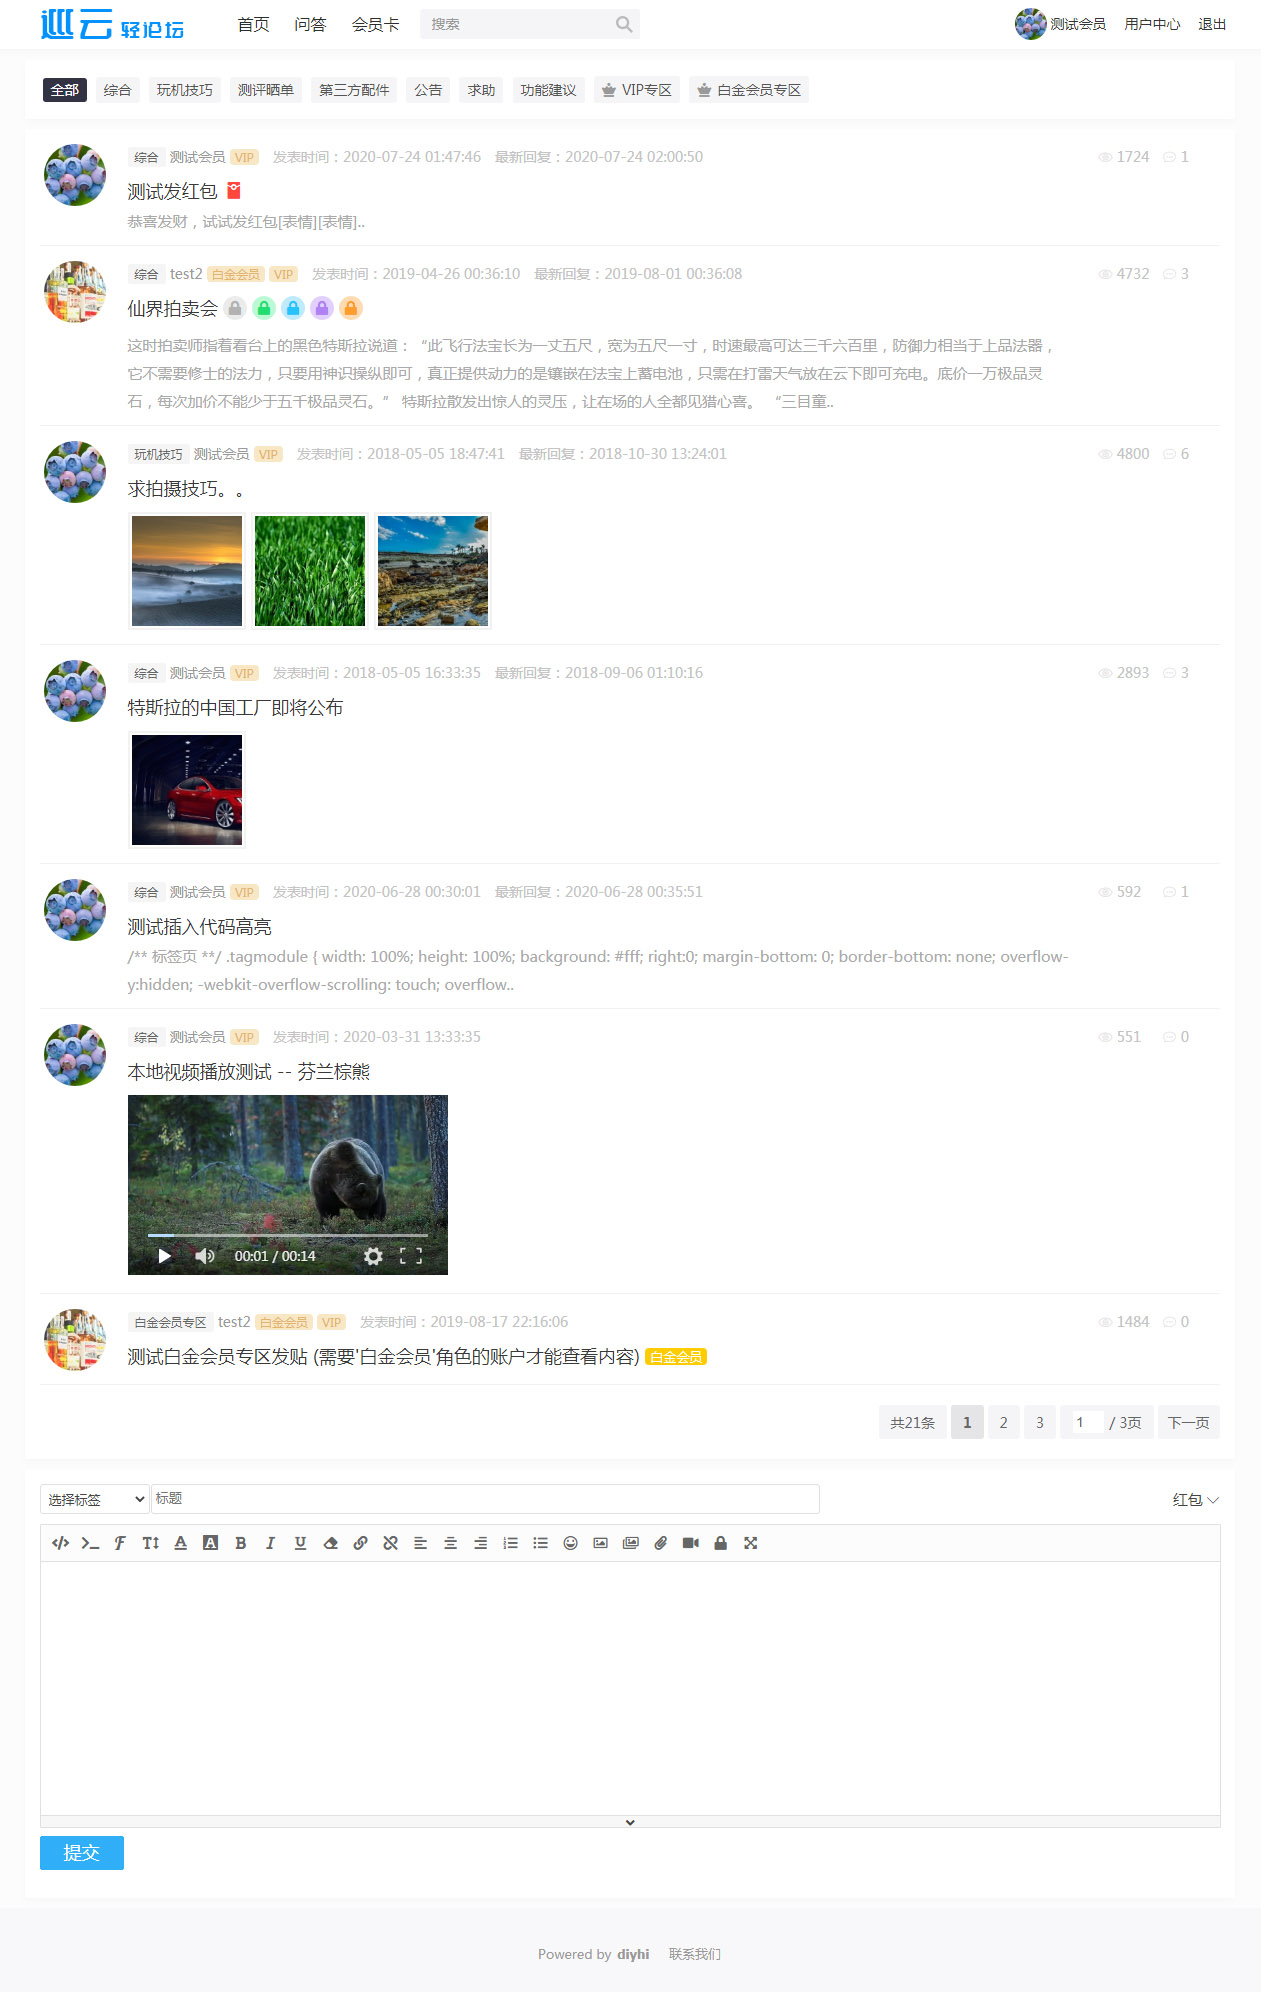 巡云 轻论坛 首页 问答 会员卡 搜索 测试会员 用户中心 退出
全部 综合 玩机技巧 测评晒单 第三方配件 公告 求助 功能建议 VIP专区 白金会员专区
综合 测试会员 VIP 发表时间：2020-07-24 01:47:46 最新回复：2020-07-24 02:00:50 1724 1
测试发红包
恭喜发财，试试发红包[表情][表情]..
综合 test2 白金会员 VIP 发表时间：2019-04-26 00:36:10 最新回复：2019-08-01 00:36:08 4732 3
仙界拍卖会
这时拍卖师指着看台上的黑色特斯拉说道：“此飞行法宝长为一丈五尺，宽为五尺一寸，时速最高可达三千六百里，防御力相当于上品法器，
它不需要修士的法力，只要用神识操纵即可，真正提供动力的是镶嵌在法宝上蓄电池，只需在打雷天气放在云下即可充电。底价一万极品灵
石，每次加价不能少于五千极品灵石。” 特斯拉散发出惊人的灵压，让在场的人全都见猎心喜。 “三目童..
玩机技巧 测试会员 VIP 发表时间：2018-05-05 18:47:41 最新回复：2018-10-30 13:24:01 4800 6
求拍摄技巧。。
综合 测试会员 VIP 发表时间：2018-05-05 16:33:35 最新回复：2018-09-06 01:10:16 2893 3
特斯拉的中国工厂即将公布
综合 测试会员 VIP 发表时间：2020-06-28 00:30:01 最新回复：2020-06-28 00:35:51 592 1
测试插入代码高亮
/** 标签页 **/ .tagmodule { width: 100%; height: 100%; background: #fff; right:0; margin-bottom: 0; border-bottom: none; overflow-
y:hidden; -webkit-overflow-scrolling: touch; overflow..
综合 测试会员 VIP 发表时间：2020-03-31 13:33:35 551 0
本地视频播放测试 -- 芬兰棕熊
00:01 / 00:14
白金会员专区 test2 白金会员 VIP 发表时间：2019-08-17 22:16:06 1484 0
测试白金会员专区发贴 (需要'白金会员'角色的账户才能查看内容) 白金会员
共21条 1 2 3 1 / 3页 下一页
选择标签 标题 红包
提交
Powered by diyhi 联系我们